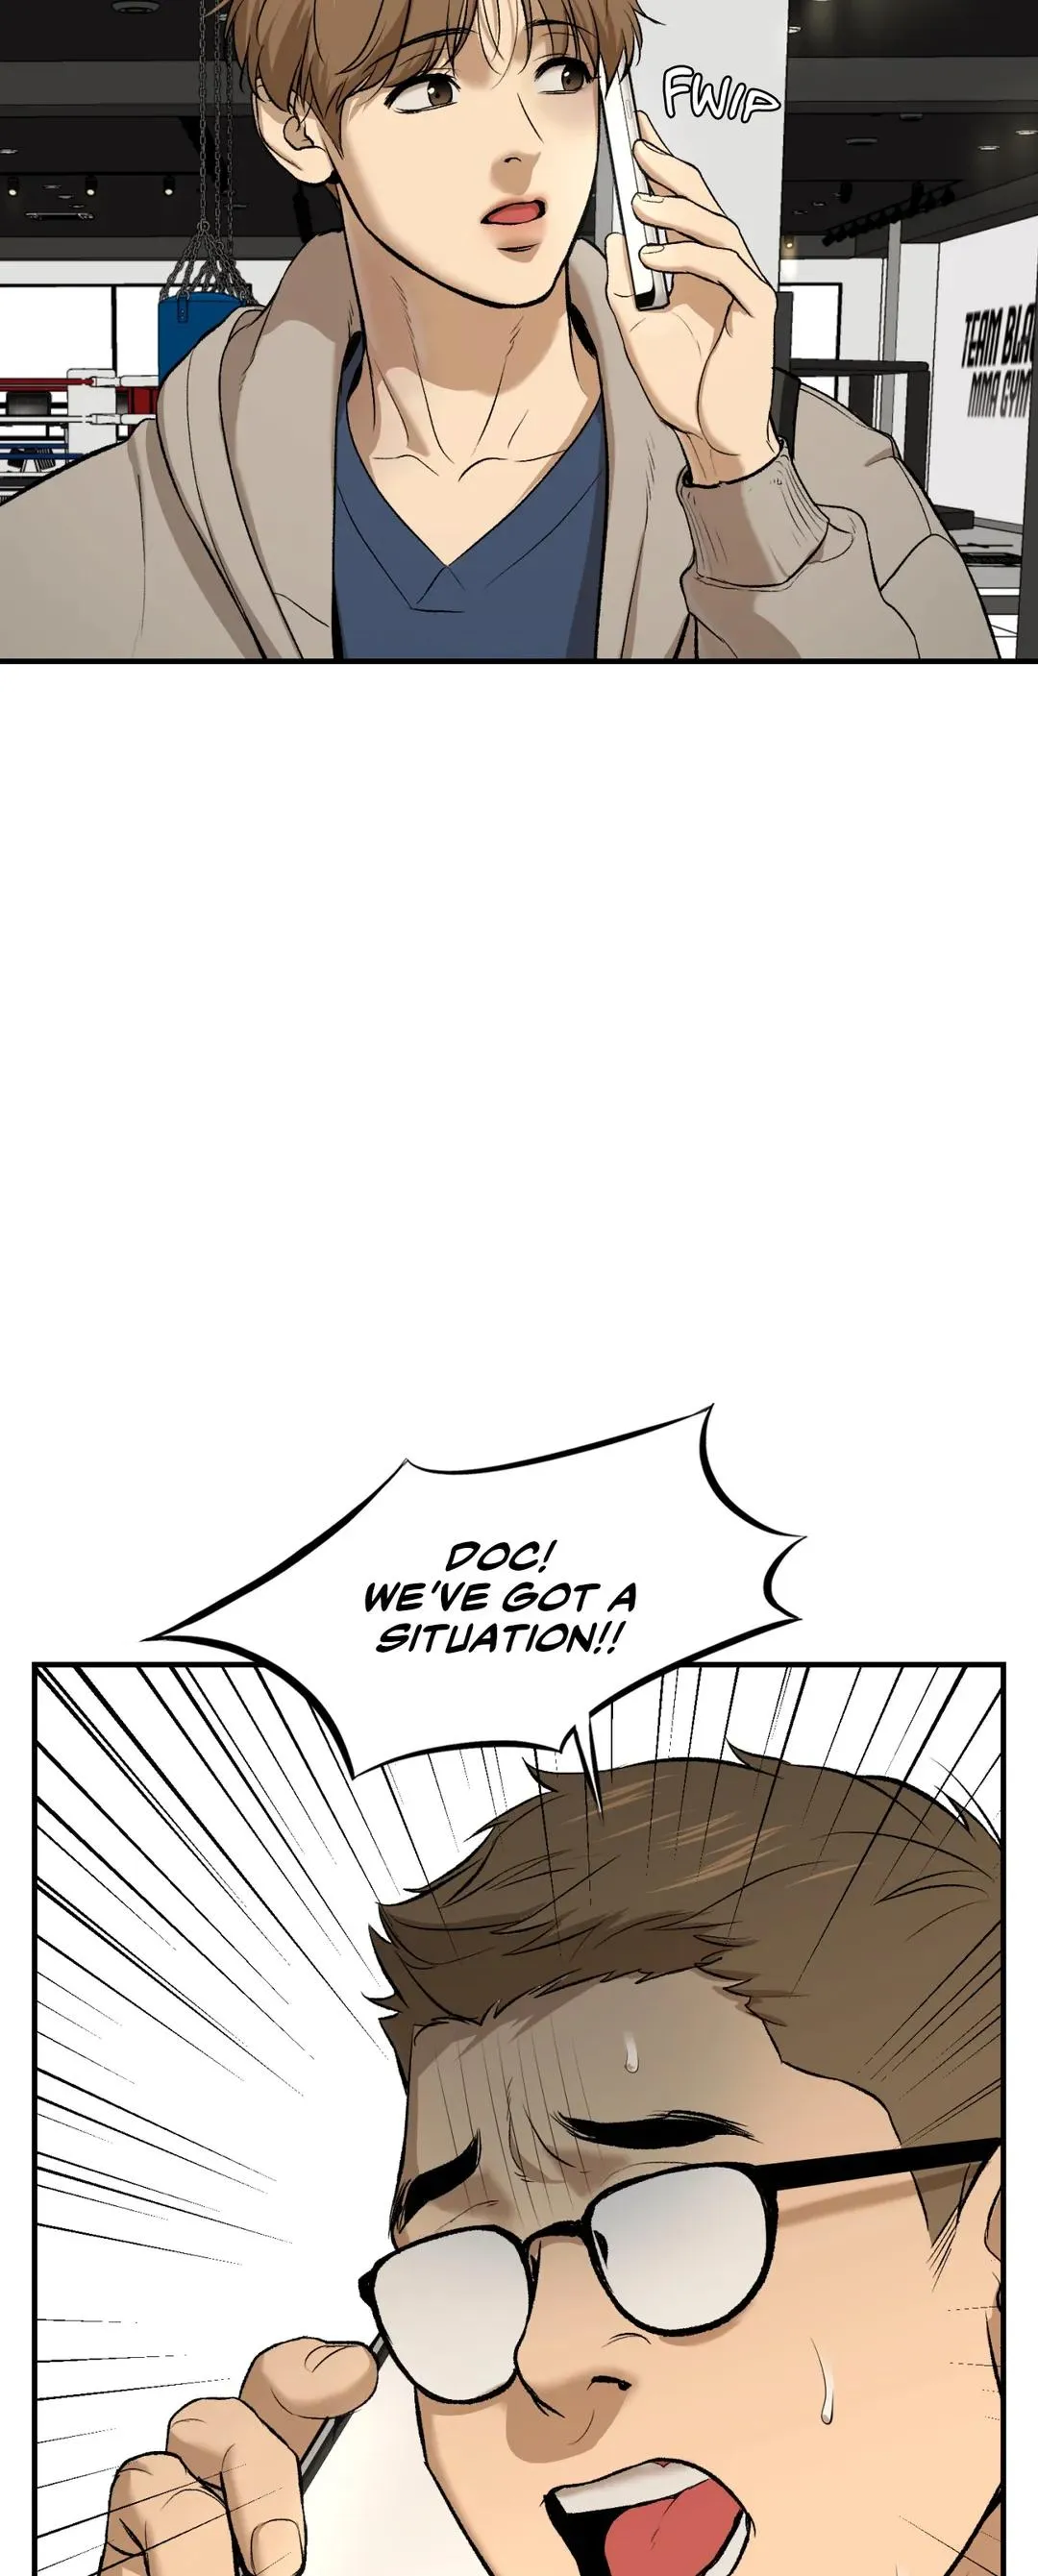 FWIP
TEAM BLA
MMA GYM
DOC!
WE'VE GOT A
SITUATION!!